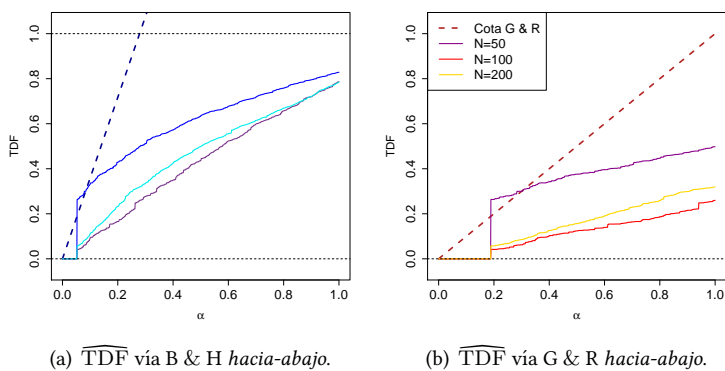 TDF
1.0
0.8
0.6
0.4
0.2
0.0
0.0 0.2 0.4 0.6 0.8 1.0
α
(a) TDF vía B & H hacia-abajo.
Cota G & R
N=50
N=100
N=200
TDF
1.0
0.8
0.6
0.4
0.2
0.0
0.0 0.2 0.4 0.6 0.8 1.0
α
(b) TDF vía G & R hacia-abajo.